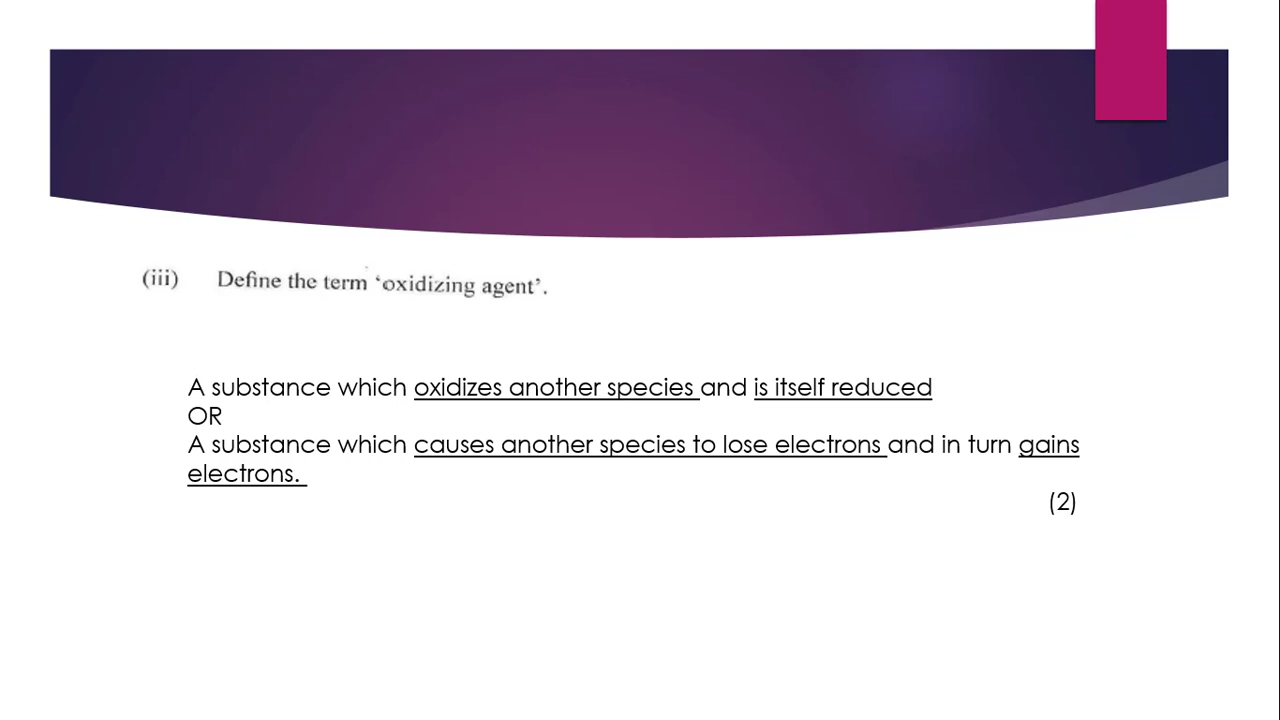 (iii) Define the term ‘oxidizing agent’.
A substance which oxidizes another species and is itself reduced
OR
A substance which causes another species to lose electrons and in turn gains
electrons.
(2)